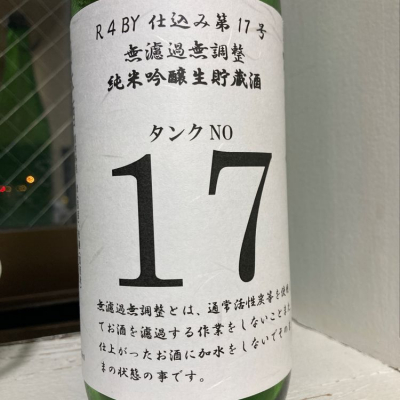 R4BY 仕込み第17号
無濾過無調整
純米吟醸生貯蔵酒
タンクNO
17
無濾過無調整とは、通常活性炭等を使
てお酒を濾過する作業をしないこと
仕上がったお酒に加水をしないでその
まの状態の事です。